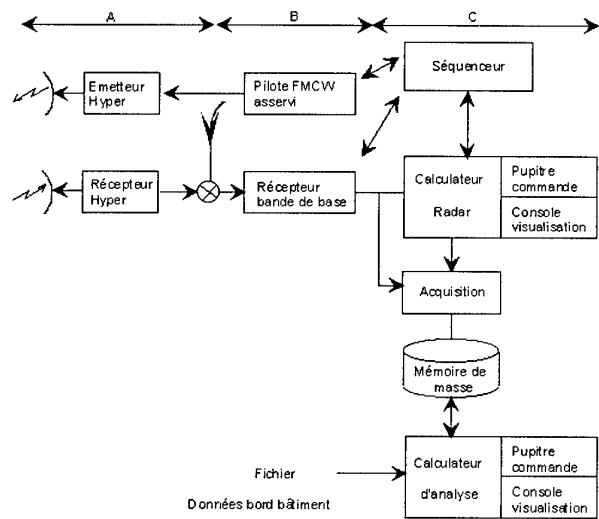 A B C
Emetteur
Hyper
Pilote FMCW
asservi
Séquenceur
Récepteur
Hyper
Récepteur
bande de base
Calculateur
Radar
Pupitre
commande
Console
visualisation
Acquisition
Mémoire de
masse
Fichier
Données bord bâtiment
Calculateur
d'analyse
Pupitre
commande
Console
visualisation